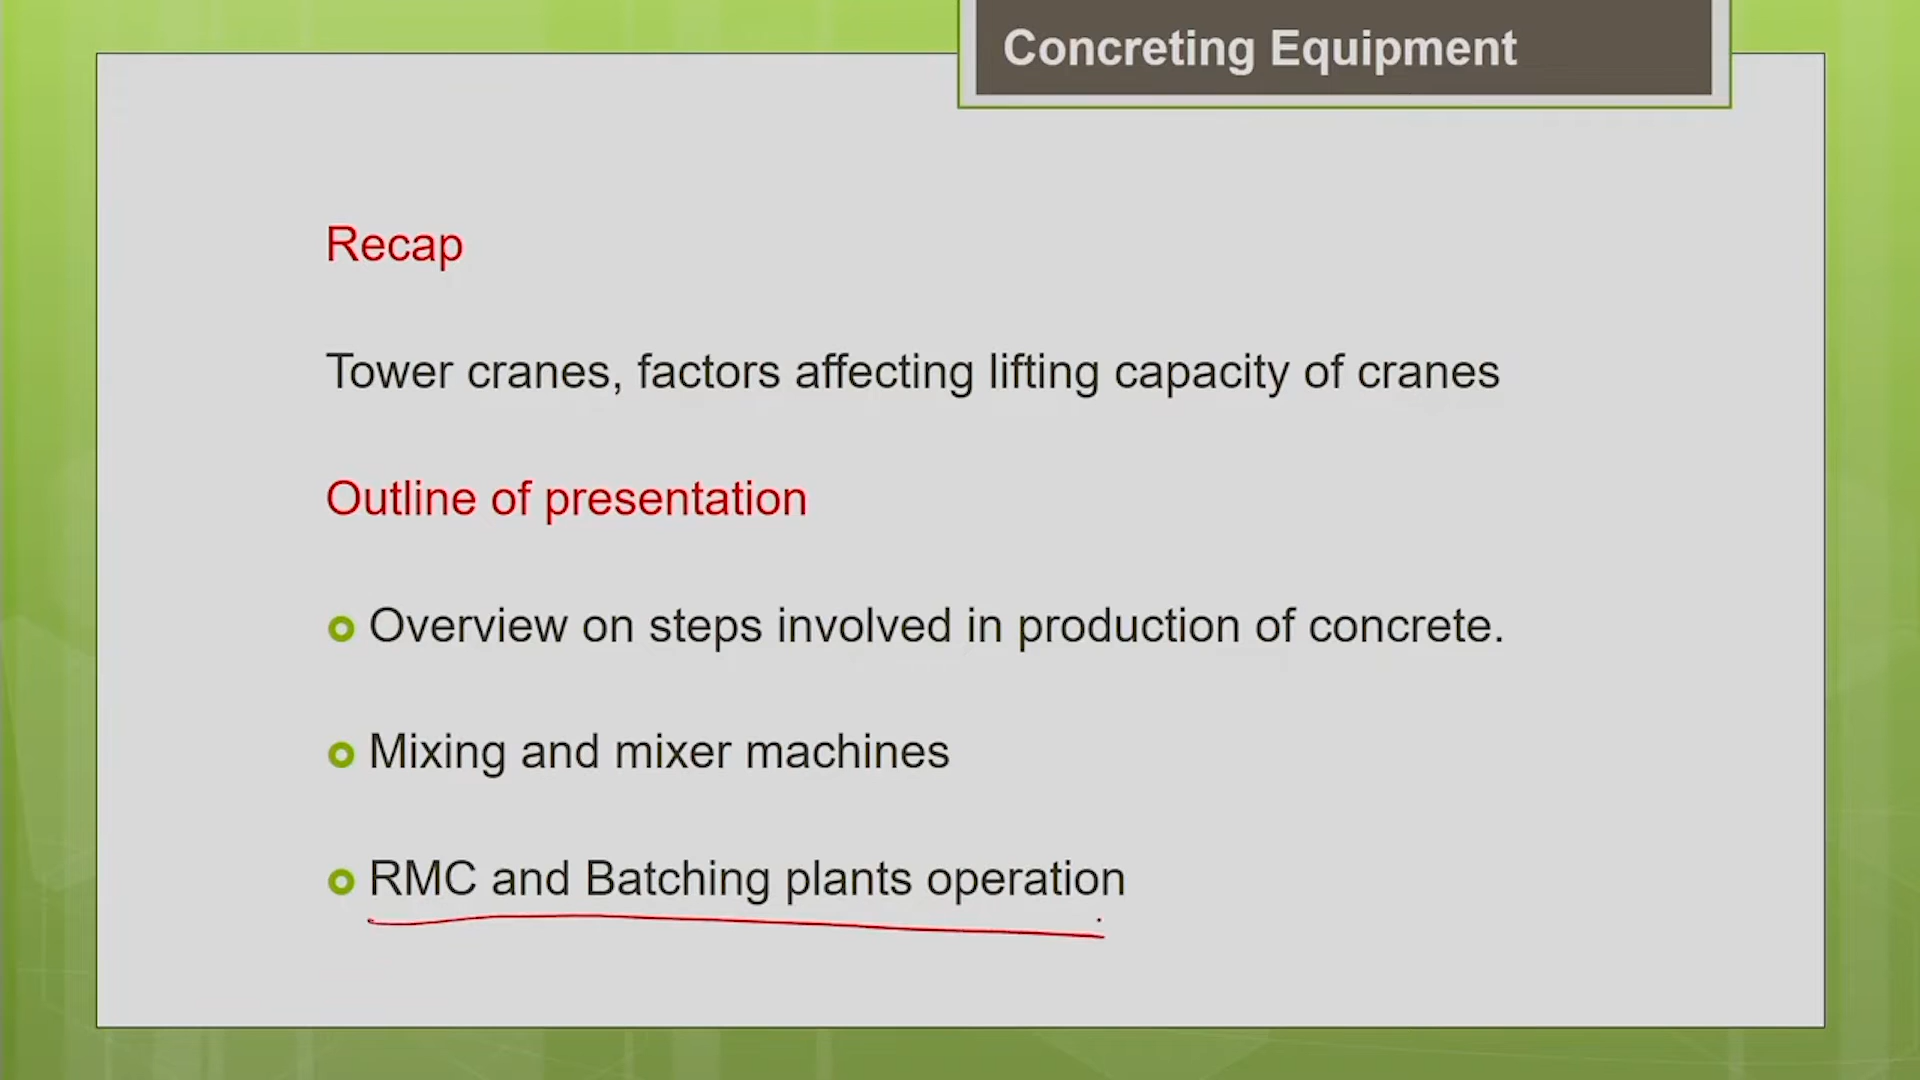 Concreting Equipment
Recap
Tower cranes, factors affecting lifting capacity of cranes
Outline of presentation
Overview on steps involved in production of concrete.
Mixing and mixer machines
RMC and Batching plants operation